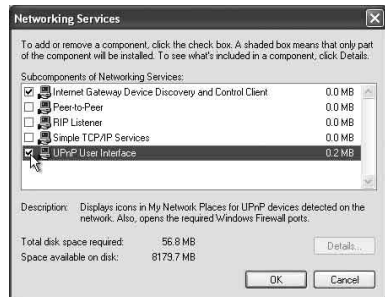 Networking Services
To add or remove a component, click the check box. A shaded box means that only part
of the component will be installed. To see what's included in a component, click Details.
Subcomponents of Networking Services:
Internet Gateway Device Discovery and Control Client 0.0 MB
Peer-to-Peer 0.0 MB
RIP Listener 0.0 MB
Simple TCP/IP Services 0.0 MB
UPnP User Interface 0.2 MB
Description: Displays icons in My Network Places for UPnP devices detected on the
network. Also, opens the required Windows Firewall ports.
Total disk space required: 56.8 MB
Details...
Space available on disk: 8179.7 MB
OK Cancel